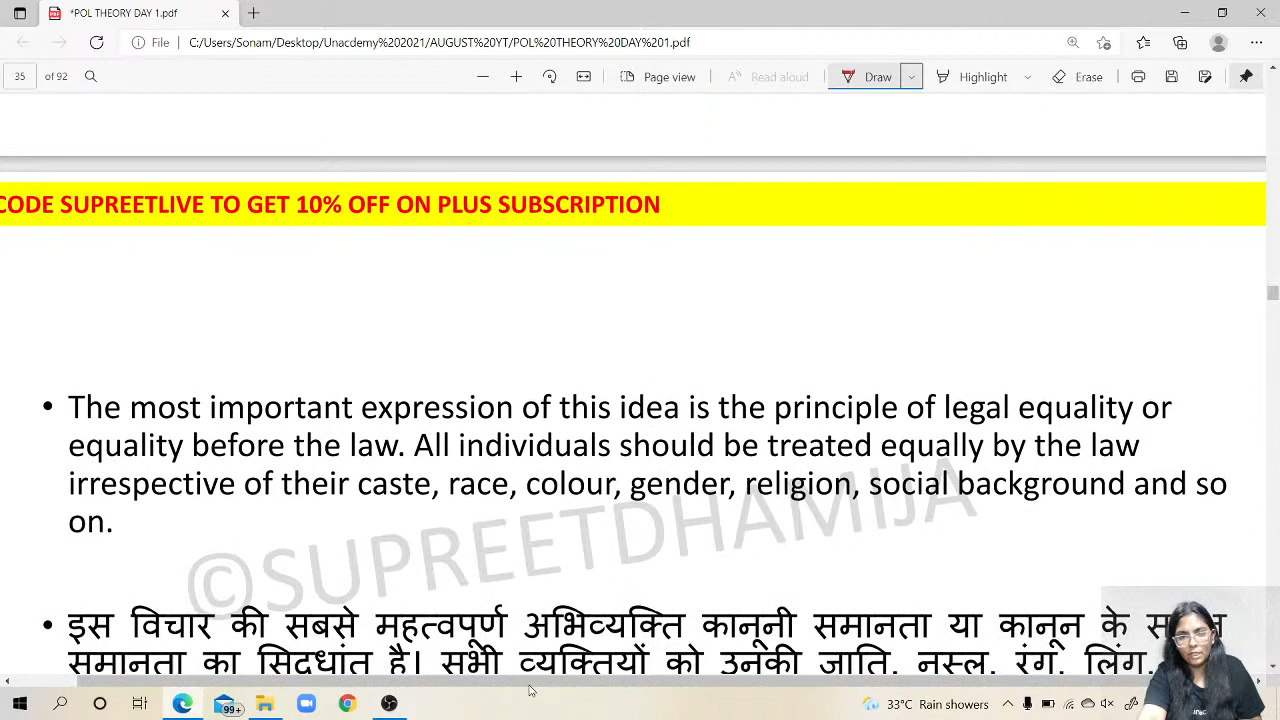 *POL THEORY DAY 1.pdf
File C:/Users/Sonam/Desktop/Unacdemy%202021/AUGUST%20YT/POL%20THEORY%20DAY%201.pdf
35 of 92 Page view Read aloud Draw Highlight Erase
CODE SUPREETLIVE TO GET 10% OFF ON PLUS SUBSCRIPTION
• The most important expression of this idea is the principle of legal equality or
equality before the law. All individuals should be treated equally by the law
irrespective of their caste, race, colour, gender, religion, social background and so
on.
©SUPREETDHAMIJA
• इस विचार की सबसे महत्वपूर्ण अभिव्यक्ति कानूनी समानता या कानून के
समानता का सिद्धांत है। सभी व्यक्तियों को उनकी जाति, नस्ल, रंग, लिंग,
99+ 33°C Rain showers